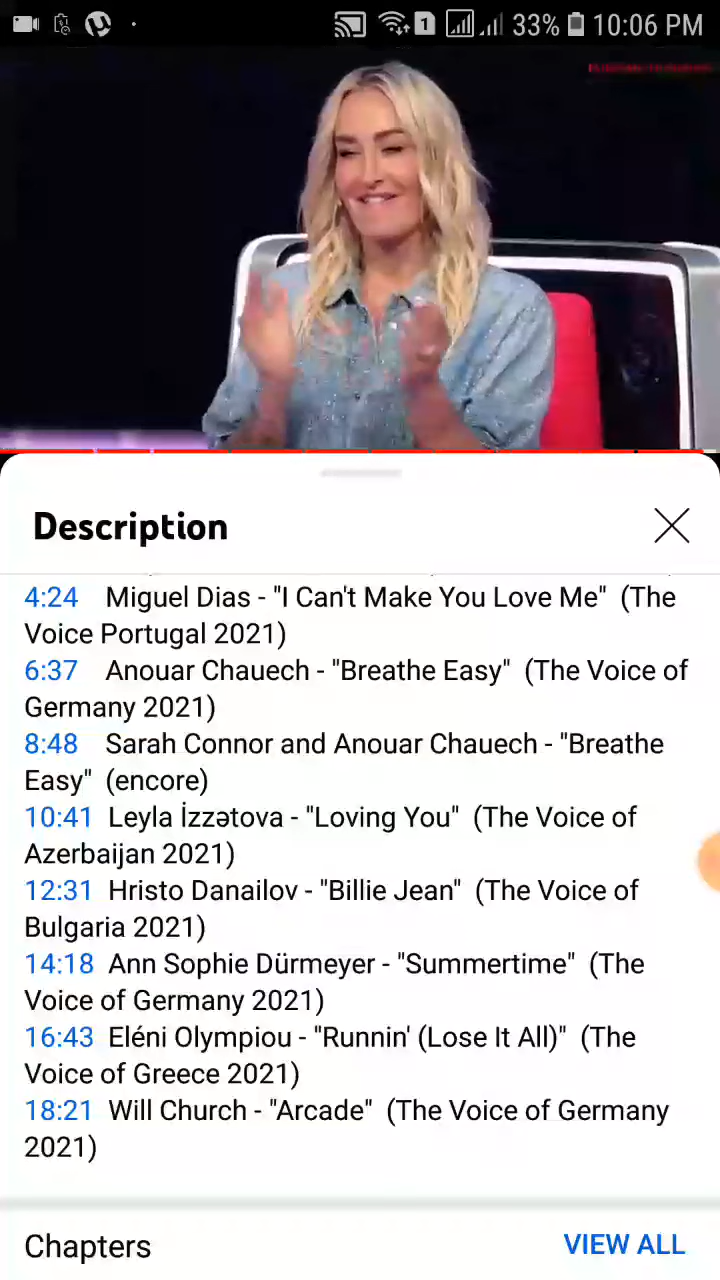 33% 10:06 PM
1
Description
4:24 Miguel Dias - "I Can't Make You Love Me" (The
Voice Portugal 2021)
6:37 Anouar Chauech - "Breathe Easy" (The Voice of
Germany 2021)
8:48 Sarah Connor and Anouar Chauech - "Breathe
Easy" (encore)
10:41 Leyla İzzətova - "Loving You" (The Voice of
Azerbaijan 2021)
12:31 Hristo Danailov - "Billie Jean" (The Voice of
Bulgaria 2021)
14:18 Ann Sophie Dürmeyer - "Summertime" (The
Voice of Germany 2021)
16:43 Eléni Olympiou - "Runnin' (Lose It All)" (The
Voice of Greece 2021)
18:21 Will Church - "Arcade" (The Voice of Germany
2021)
Chapters VIEW ALL